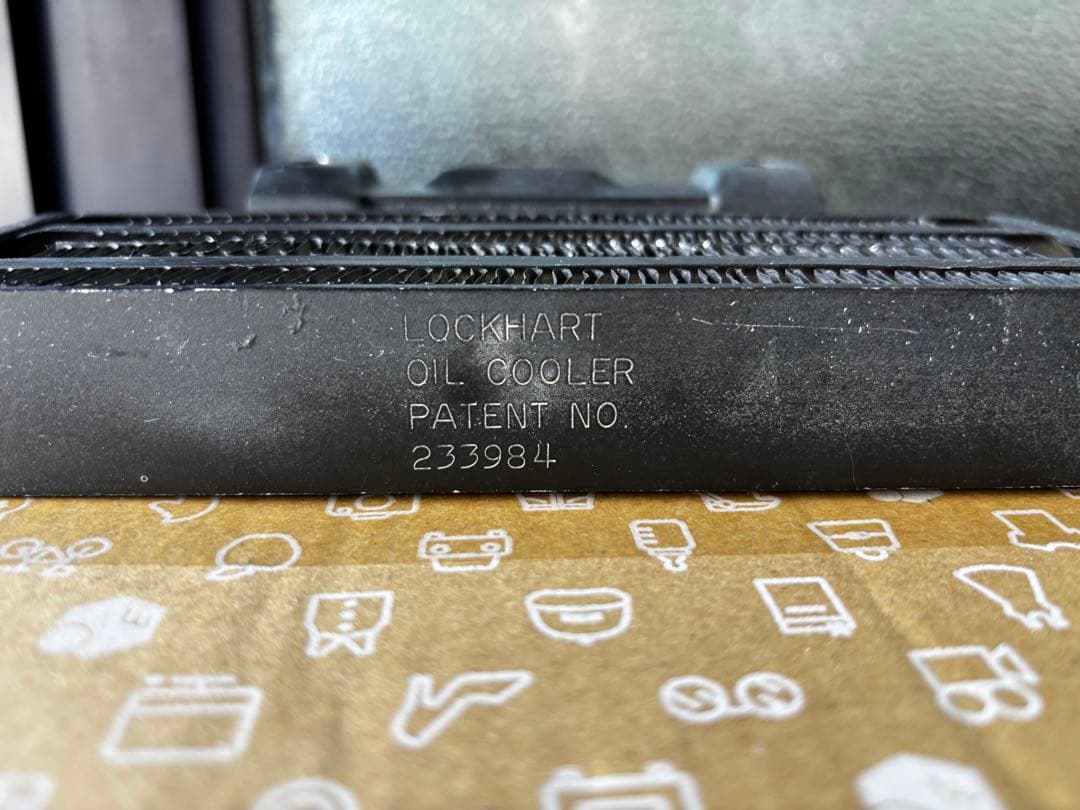 LOCKHART
OIL COOLER
PATENT NO.
233984